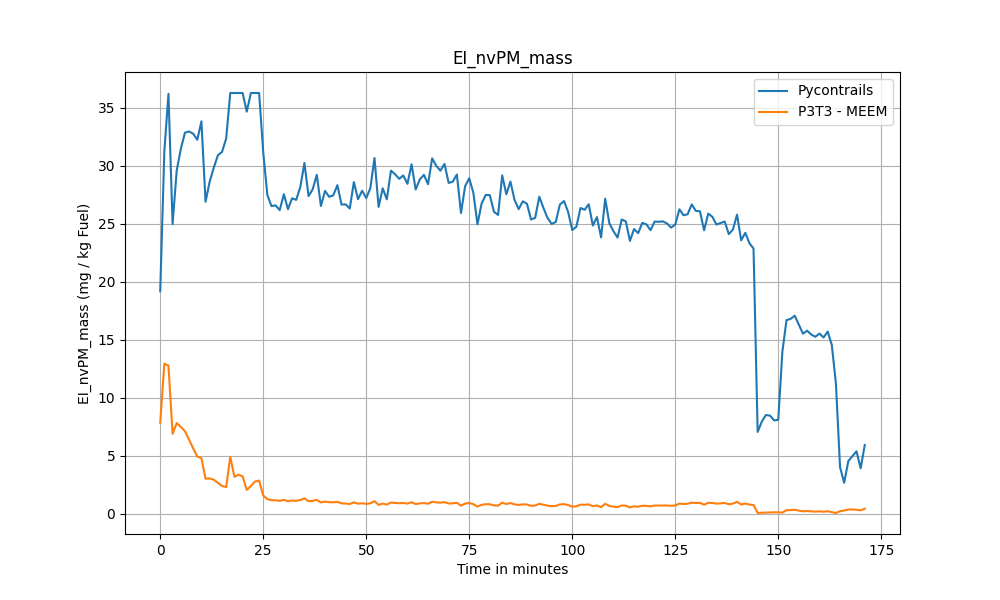 EI_nvPM_mass
Pycontrails
P3T3 - MEEM
EI_nvPM_mass (mg / kg Fuel)
35
30
25
20
15
10
5
0
0 25 50 75 100 125 150 175
Time in minutes